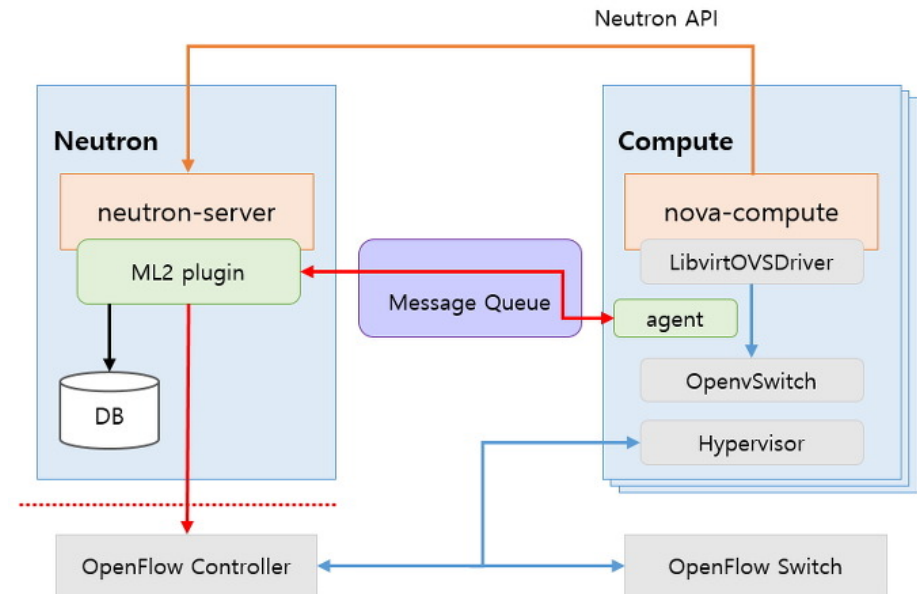 Neutron API
Neutron
Compute
neutron-server
nova-compute
ML2 plugin
LibvirtOVSDriver
Message Queue
agent
OpenvSwitch
DB
Hypervisor
OpenFlow Controller
OpenFlow Switch